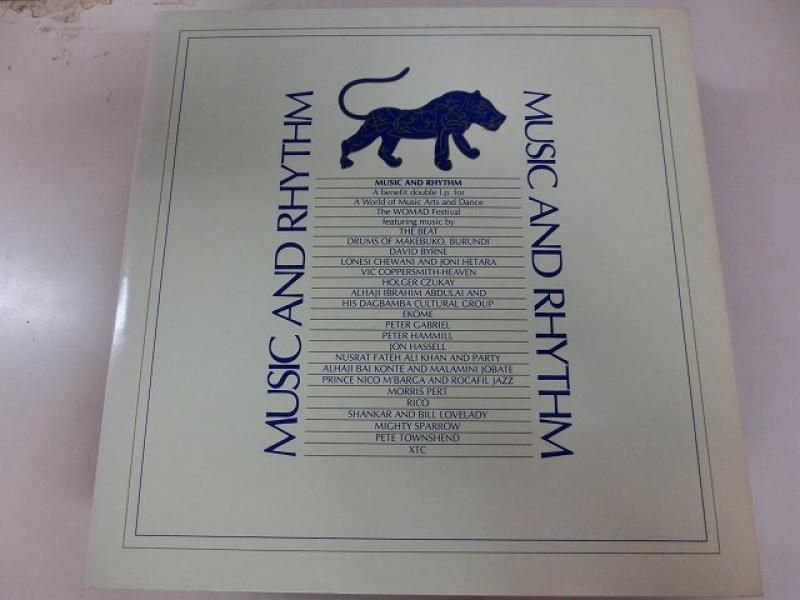 MUSIC AND RHYTHM
MUSIC AND RHYTHM
MUSIC AND RHYTHM
A benefit double l.p. for
A World of Music Arts and Dance
The WOMAD Festival
featuring music by
THE BEAT
DRUMS OF MAKEBUKO, BURUNDI
DAVID BYRNE
LONESI CHEWANI AND JONI HETARA
VIC COPPERSMITH-HEAVEN
HOLGER CZUKAY
ALHAJI IBRAHIM ABDULAI AND
HIS DAGBAMBA CULTURAL GROUP
EKOME
PETER GABRIEL
PETER HAMMILL
JON HASSELL
NUSRAT FATEH ALI KHAN AND PARTY
ALHAJI BAI KONTE AND MALAMINI JOBATE
PRINCE NICO M'BARGA AND ROCAFIL JAZZ
MORRIS PERT
RICO
SHANKAR AND BILL LOVELADY
MIGHTY SPARROW
PETE TOWNSHEND
XTC